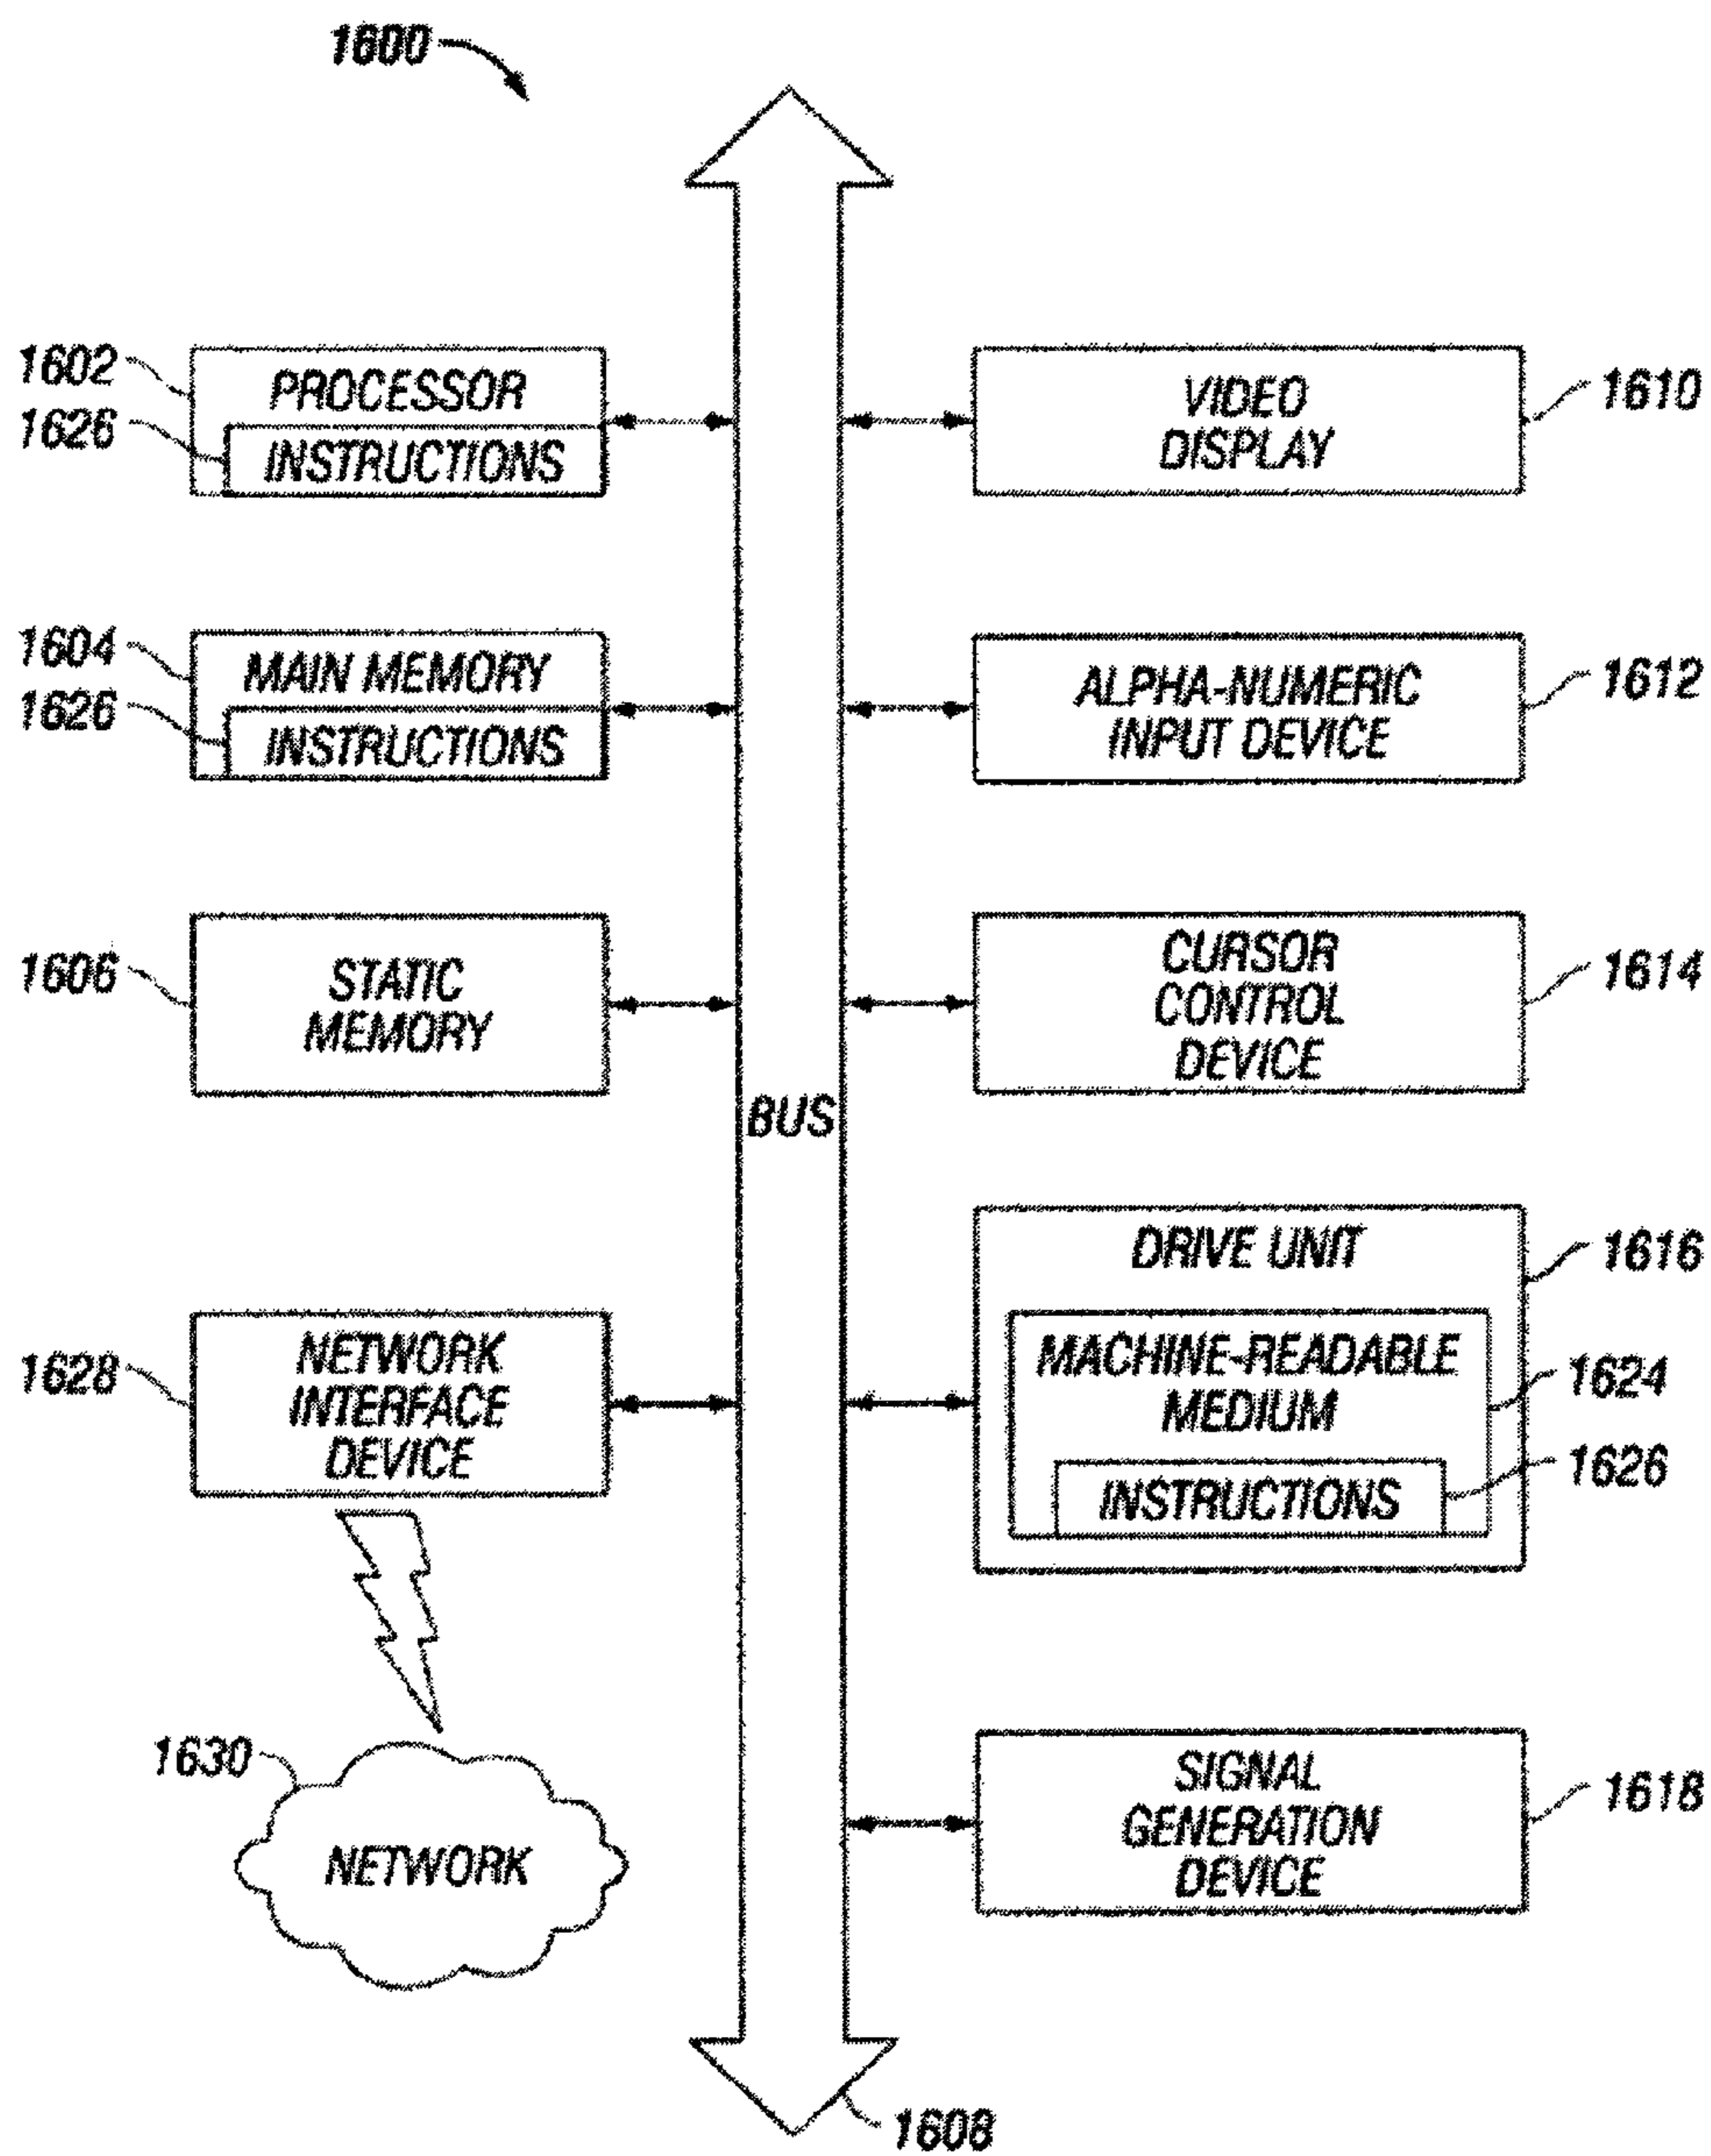 1600
1602
PROCESSOR
1626
INSTRUCTIONS
VIDEO
DISPLAY
1610
1604
MAIN MEMORY
1626
INSTRUCTIONS
ALPHA-NUMERIC
INPUT DEVICE
1612
1606
STATIC
MEMORY
CURSOR
CONTROL
DEVICE
1614
BUS
DRIVE UNIT
1616
MACHINE-READABLE
MEDIUM
1624
INSTRUCTIONS
1626
1628
NETWORK
INTERFACE
DEVICE
1630
NETWORK
SIGNAL
GENERATION
DEVICE
1618
1608